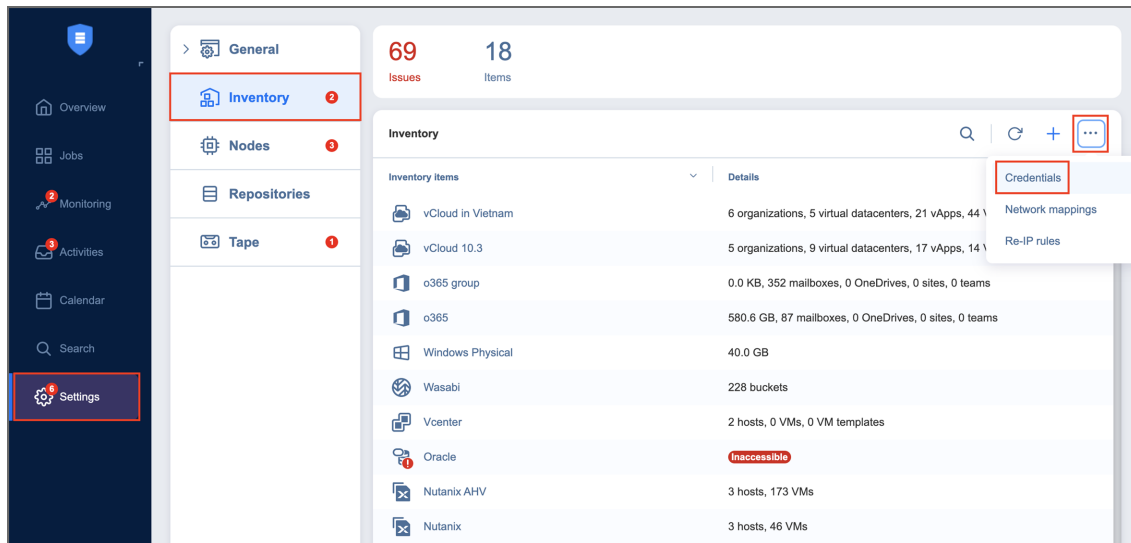 Overview
Jobs
2
Monitoring
3
Activities
Calendar
Search
6
Settings
General
Inventory 2
Nodes 3
Repositories
Tape 1
69 18
Issues Items
Inventory
...
Inventory items Details
Credentials
Network mappings
Re-IP rules
vCloud in Vietnam 6 organizations, 5 virtual datacenters, 21 vApps, 44
vCloud 10.3 5 organizations, 9 virtual datacenters, 17 vApps, 14
o365 group 0.0 KB, 352 mailboxes, 0 OneDrives, 0 sites, 0 teams
o365 580.6 GB, 87 mailboxes, 0 OneDrives, 0 sites, 0 teams
Windows Physical 40.0 GB
Wasabi 228 buckets
Vcenter 2 hosts, 0 VMs, 0 VM templates
Oracle Inaccessible
Nutanix AHV 3 hosts, 173 VMs
Nutanix 3 hosts, 46 VMs